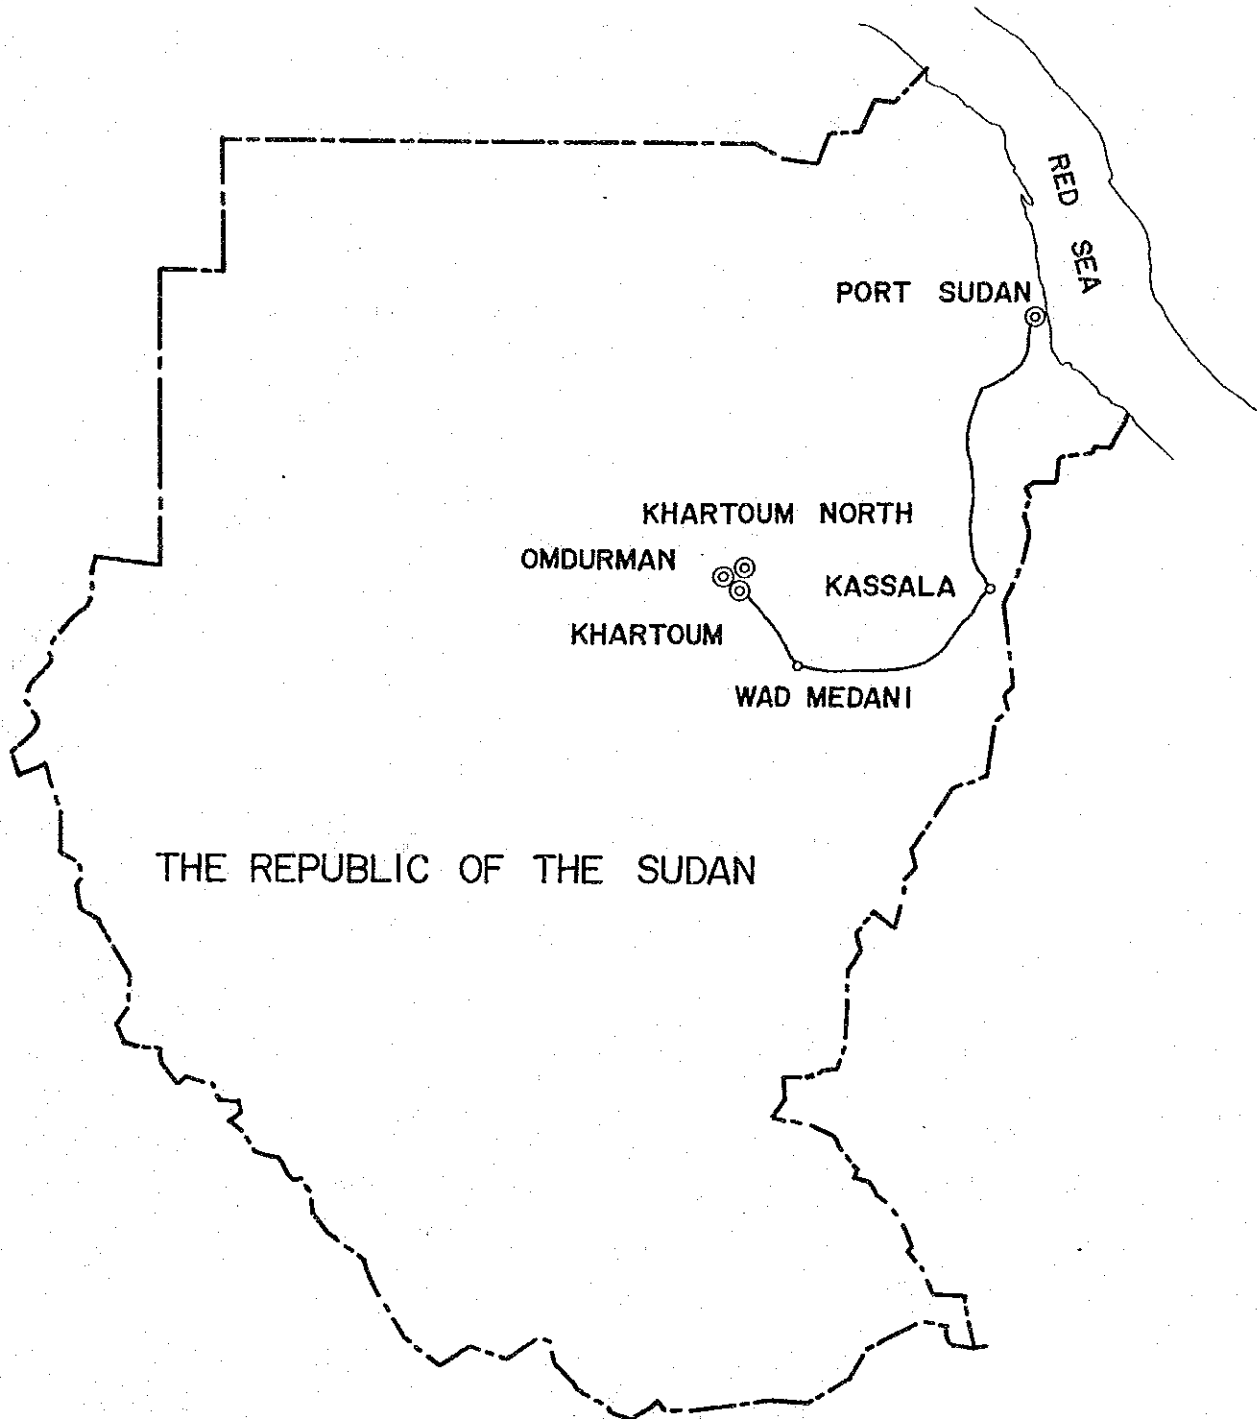 RED SEA
PORT SUDAN
KHARTOUM NORTH
OMDURMAN
KASSALA
KHARTOUM
WAD MEDANI
THE REPUBLIC OF THE SUDAN